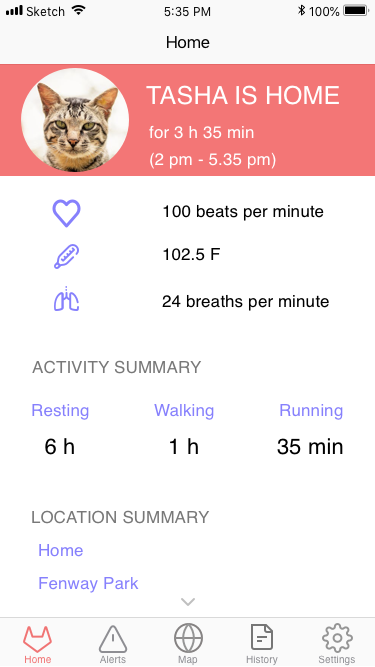 Sketch 5:35 PM 100%
Home
TASHA IS HOME
for 3 h 35 min
(2 pm - 5.35 pm)
100 beats per minute
102.5 F
24 breaths per minute
ACTIVITY SUMMARY
Resting Walking Running
6 h 1 h 35 min
LOCATION SUMMARY
Home
Fenway Park
Home Alerts Map History Settings